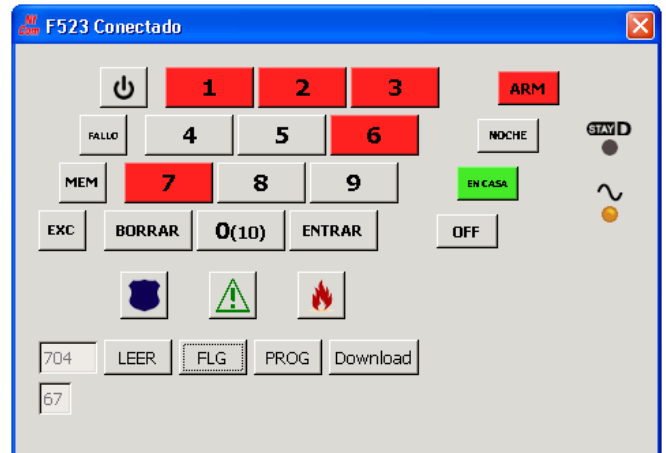 Nt Com F523 Conectado
1 2 3 ARM
FALLO 4 5 6 NOCHE STAY D
MEM 7 8 9 EN CASA
EXC BORRAR 0(10) ENTRAR OFF
704 LEER FLG PROG Download
67